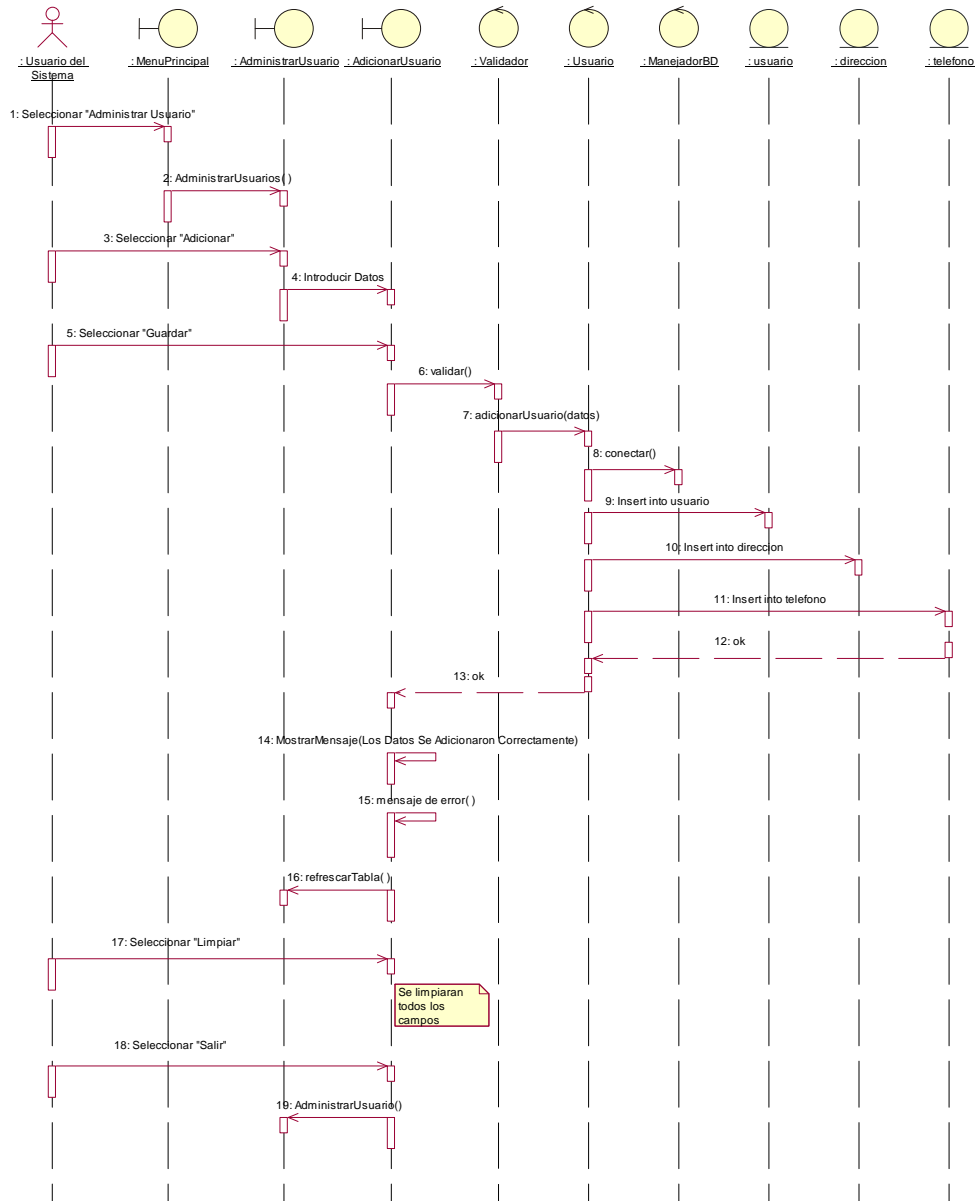 : Usuario del
Sistema
: MenuPrincipal
: AdministrarUsuario
: AdicionarUsuario
: Validador
: Usuario
: ManejadorBD
: usuario
: direccion
: telefono
1: Seleccionar "Administrar Usuario"
2: AdministrarUsuarios( )
3: Seleccionar "Adicionar"
4: Introducir Datos
5: Seleccionar "Guardar"
6: validar()
7: adicionarUsuario(datos)
8: conectar()
9: Insert into usuario
10: Insert into direccion
11: Insert into telefono
12: ok
13: ok
14: MostrarMensaje(Los Datos Se Adicionaron Correctamente)
15: mensaje de error( )
16: refrescarTabla( )
17: Seleccionar "Limpiar"
Se limpiaran
todos los
campos
18: Seleccionar "Salir"
19: AdministrarUsuario()